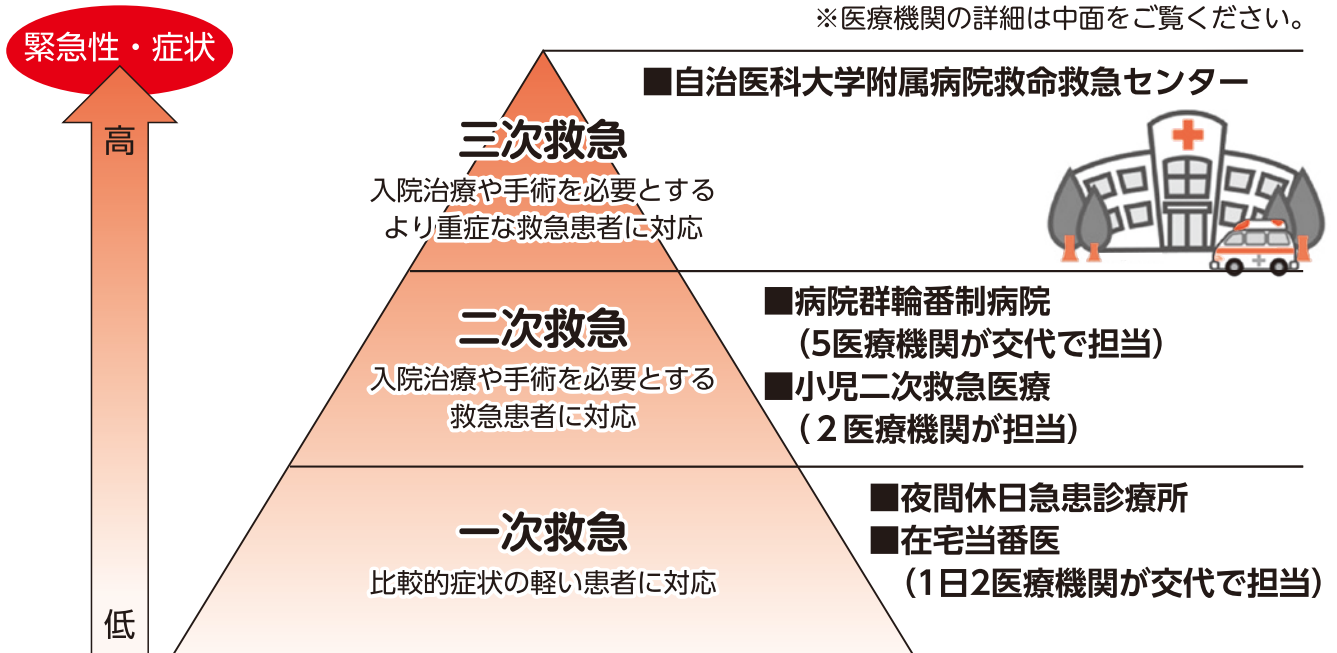 ※医療機関の詳細は中面をご覧ください。
緊急性・症状
高
低
三次救急
入院治療や手術を必要とする
より重症な救急患者に対応
■自治医科大学附属病院救命救急センター
二次救急
入院治療や手術を必要とする
救急患者に対応
■病院群輪番制病院
（5医療機関が交代で担当）
■小児二次救急医療
（２医療機関が担当）
一次救急
比較的症状の軽い患者に対応
■夜間休日急患診療所
■在宅当番医
（1日2医療機関が交代で担当）